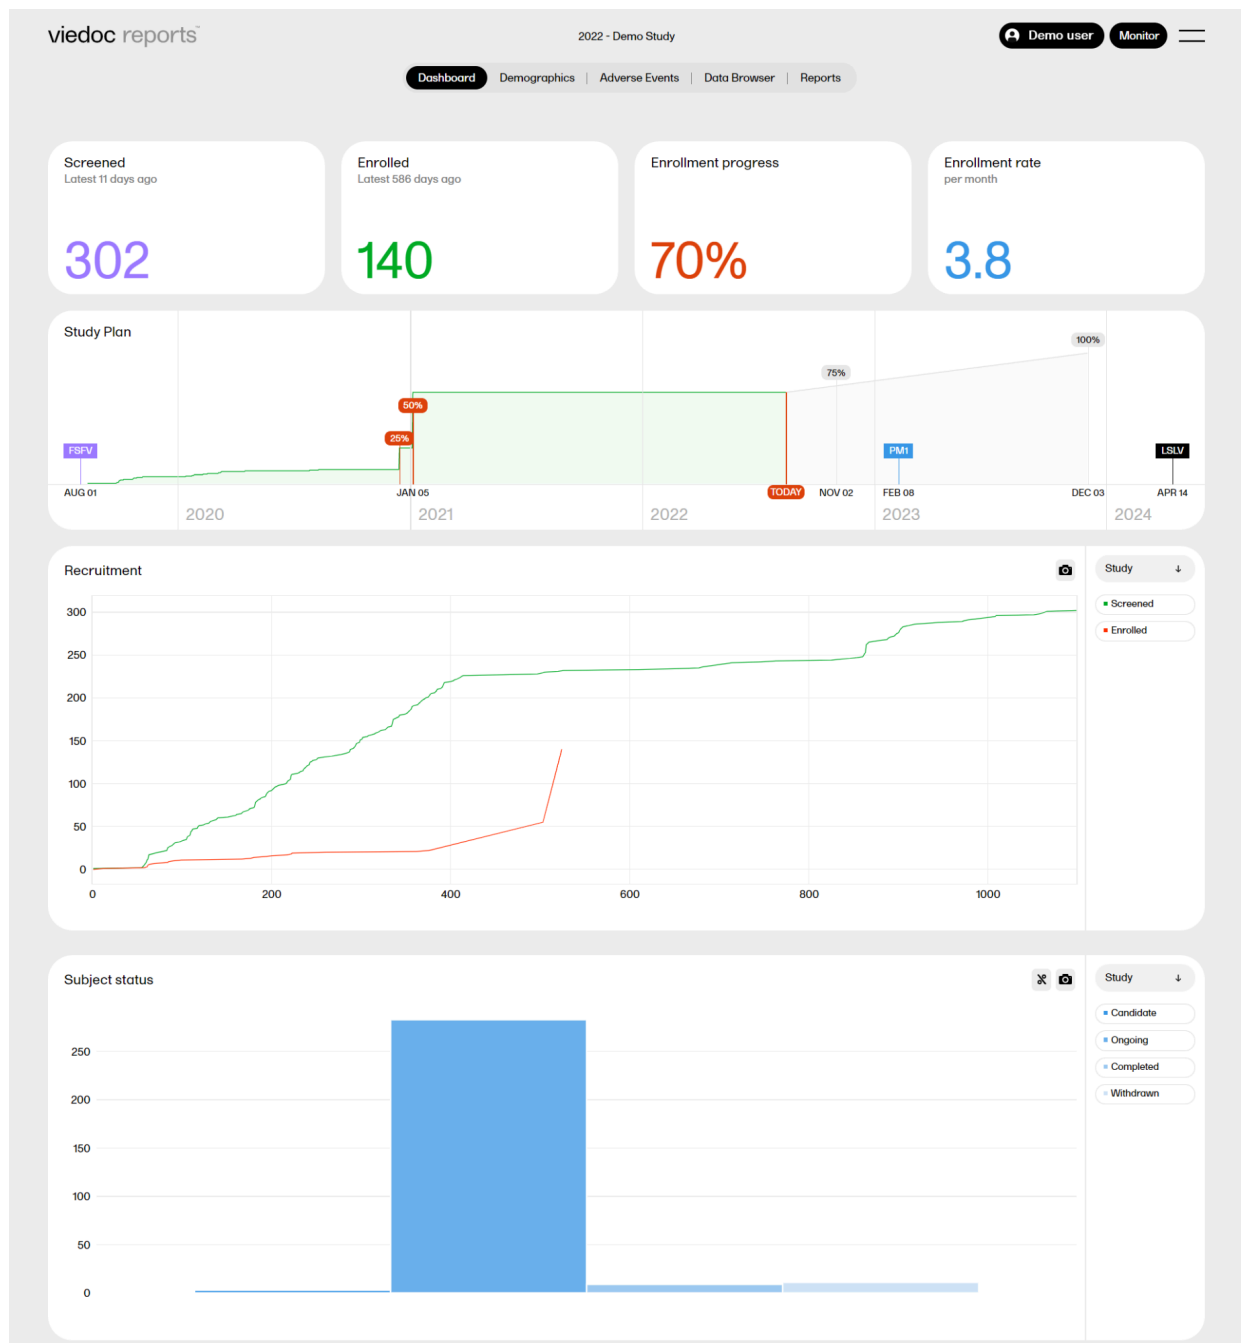 viedoc reports™
2022 - Demo Study
Demo user
Monitor
Dashboard
Demographics
Adverse Events
Data Browser
Reports
Screened
Latest 11 days ago
302
Enrolled
Latest 586 days ago
140
Enrollment progress
70%
Enrollment rate
per month
3.8
Study Plan
100%
75%
50%
25%
FSFV
PM1
LSLV
AUG 01
JAN 05
TODAY
NOV 02
FEB 08
DEC 03
APR 14
2020
2021
2022
2023
2024
Recruitment
Study ↓
Screened
Enrolled
300
250
200
150
100
50
0
0 200 400 600 800 1000
Subject status
Study ↓
Candidate
Ongoing
Completed
Withdrawn
250
200
150
100
50
0